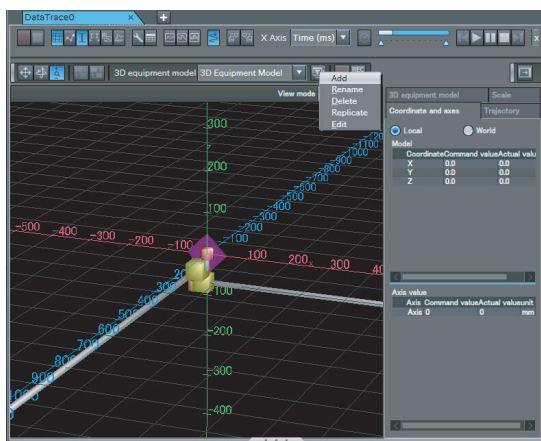 DataTrace0 × +
X Axis Time (ms)
3D equipment model 3D Equipment Model
Add
Rename
Delete
Replicate
Edit
View mode
3D equipment model Scale
Coordinate and axes Trajectory
Local World
Model
Coordinate Command value Actual valu
X 0.0 0.0
Y 0.0 0.0
Z 0.0 0.0
Axis value
Axis Command value Actual value unit
Axis 0 0 mm
300
200
100
-500 -400 -300 -200 -100
100 200 x 300 40
-100
-200
-300
-400
-500
-600
-700
-800
-900
-1000
-1100
-120
200
300
400
500
600
700
800
900
1000
-100
-200
-300
-400